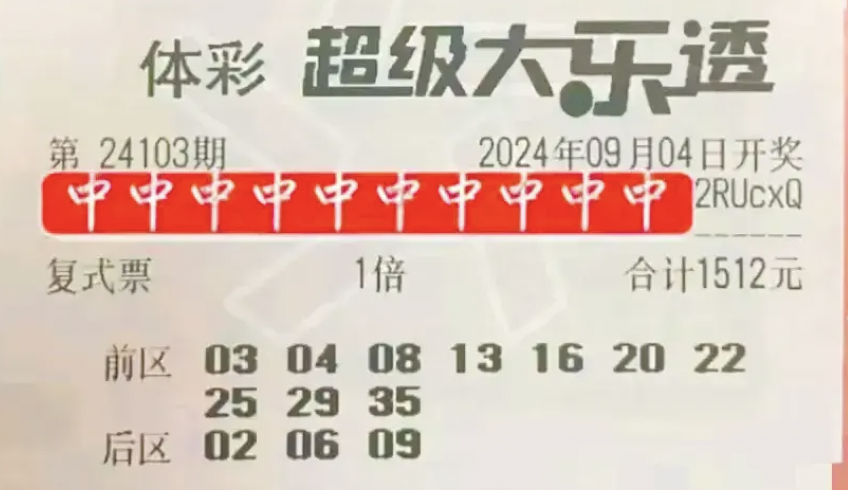 体彩 超级大乐透
第 24103期 2024年09月04日开奖
中中中中中中中中中中 2RUcxQ
复式票 1倍 合计1512元
前区 03 04 08 13 16 20 22
25 29 35
后区 02 06 09